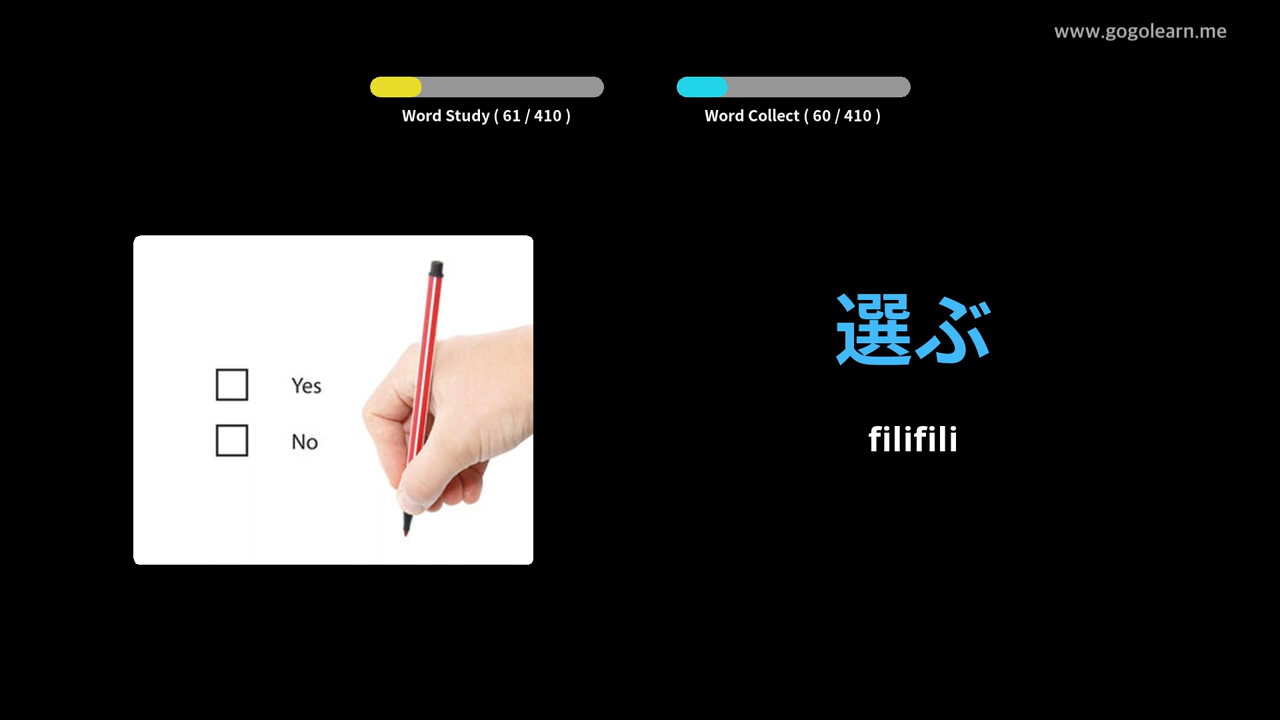 www.gogolearn.me
Word Study ( 61 / 410 )
Word Collect ( 60 / 410 )
Yes
No
選ぶ
filifili